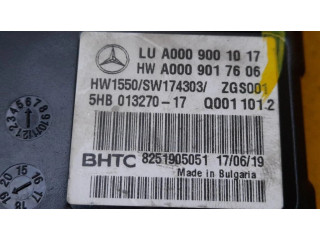 LU A000 900 10 17
HW A000 901 76 06
HW1550/SW174303/ ZGS001
5HB 013270-17 Q001 101.2
BHTC 8251905051 17/06/19
Made in Bulgaria